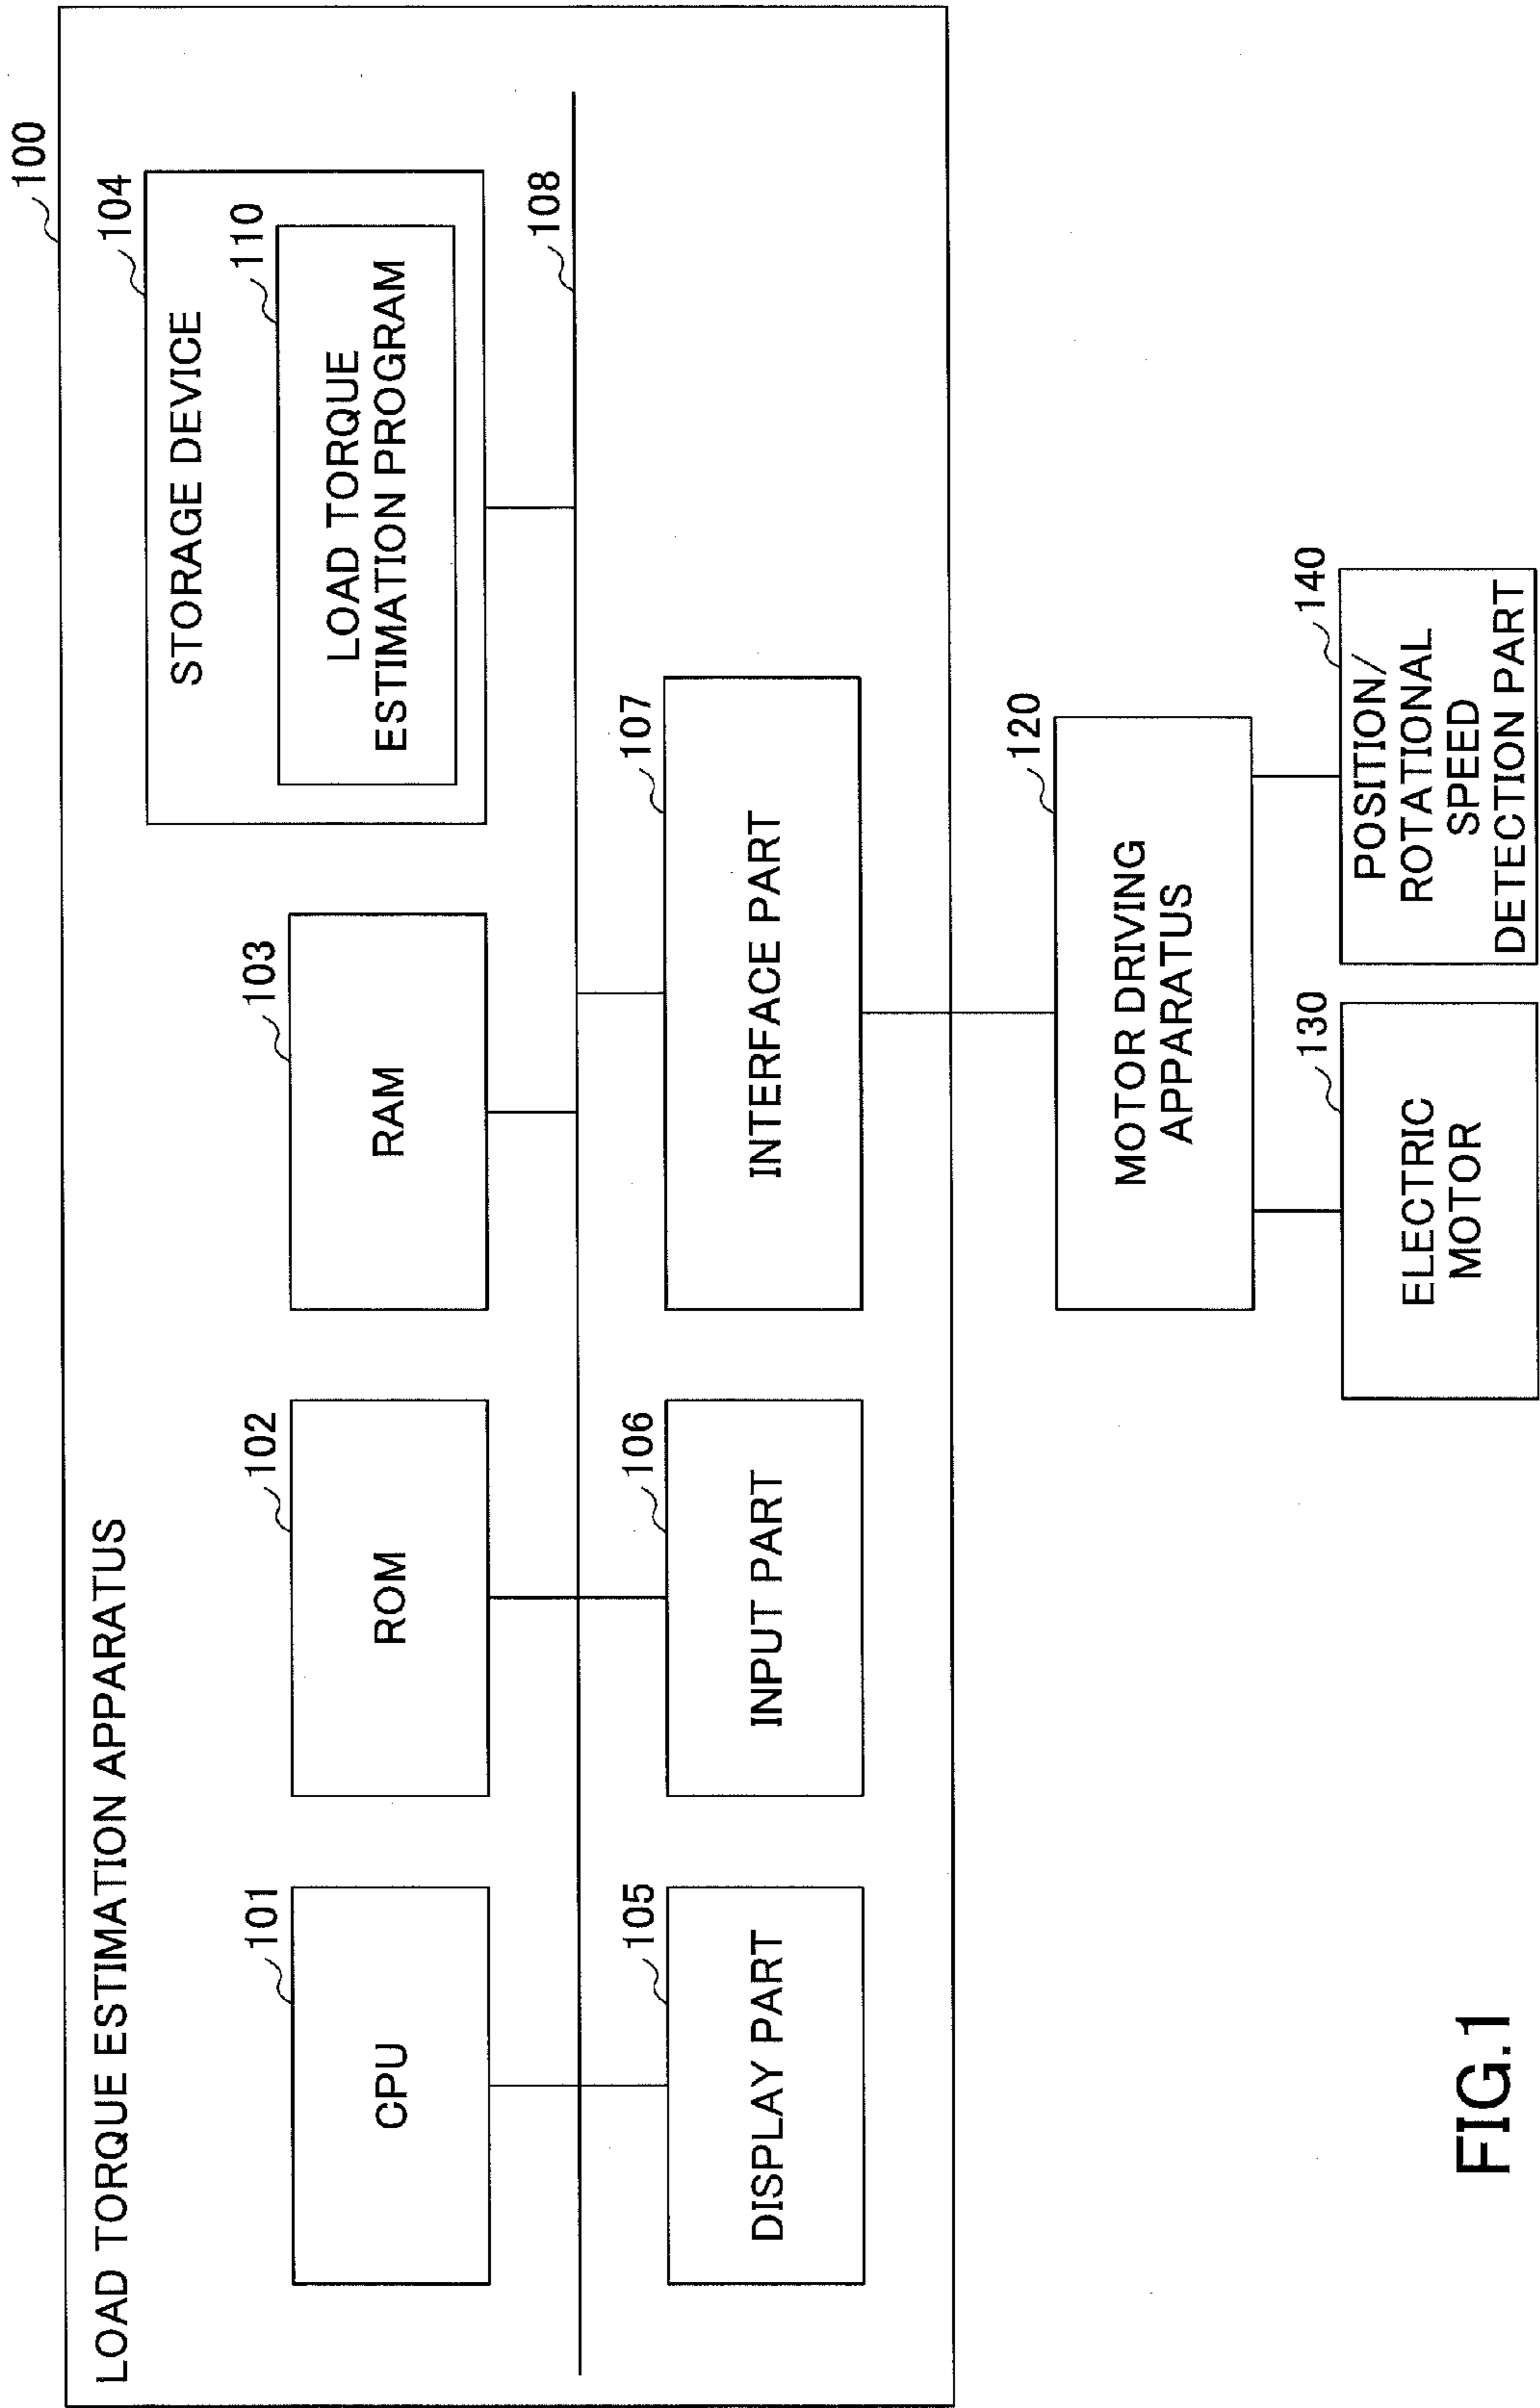 LOAD TORQUE ESTIMATION APPARATUS
100
101
CPU
102
ROM
103
RAM
104
STORAGE DEVICE
110
LOAD TORQUE
ESTIMATION PROGRAM
108
105
DISPLAY PART
106
INPUT PART
107
INTERFACE PART
120
MOTOR DRIVING
APPARATUS
130
ELECTRIC
MOTOR
140
POSITION/
ROTATIONAL
SPEED
DETECTION PART
FIG.1